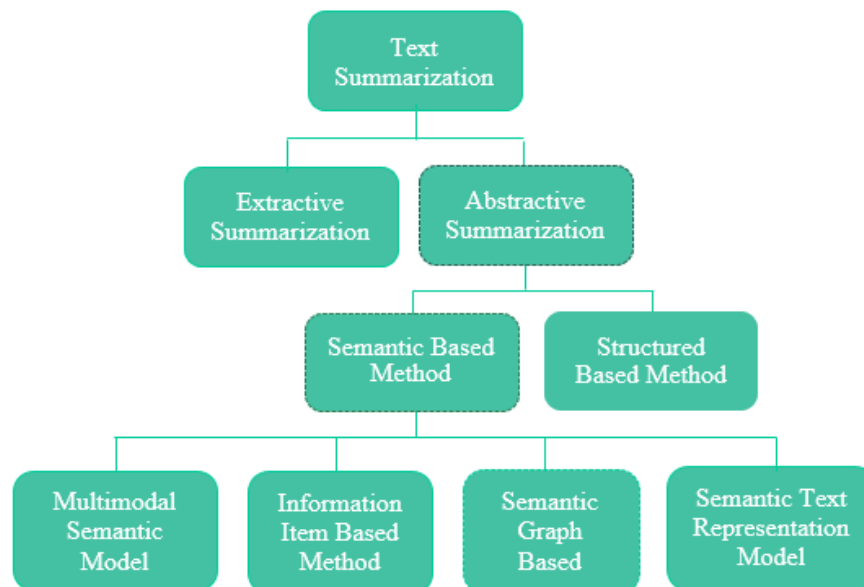 Text
Summarization
Extractive
Summarization
Abstractive
Summarization
Semantic Based
Method
Structured
Based Method
Multimodal
Semantic
Model
Information
Item Based
Method
Semantic
Graph
Based
Semantic Text
Representation
Model